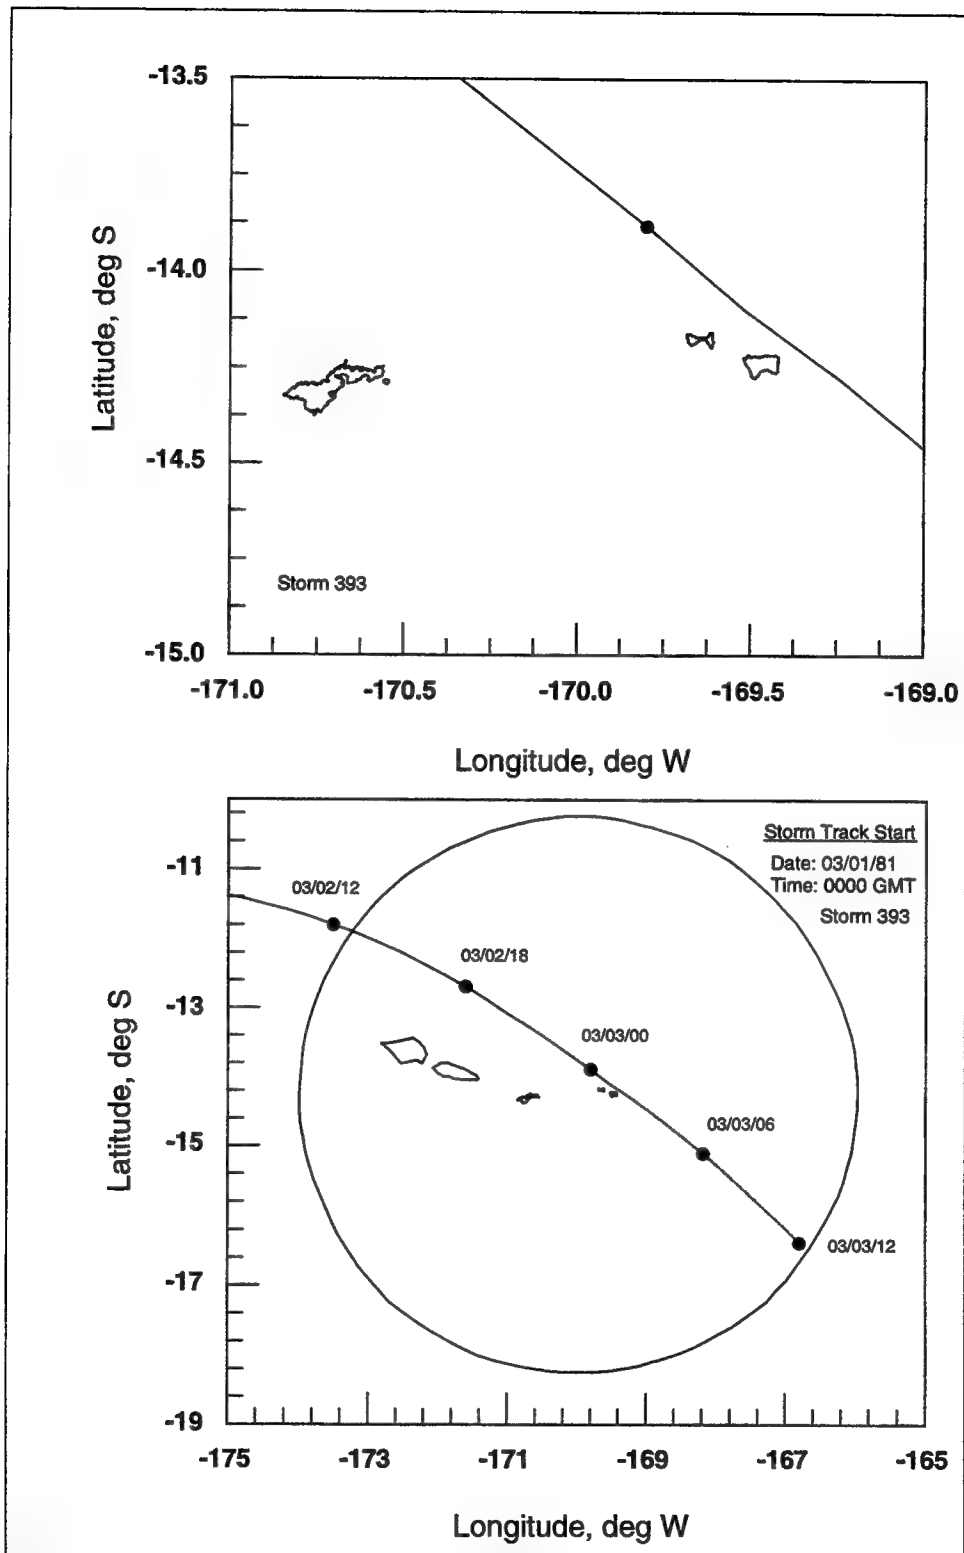 -13.5
-14.0
-14.5
-15.0
Latitude, deg S
Storm 393
-171.0 -170.5 -170.0 -169.5 -169.0
Longitude, deg W
Storm Track Start
Date: 03/01/81
Time: 0000 GMT
Storm 393
-11
-13
-15
-17
-19
Latitude, deg S
03/02/12
03/02/18
03/03/00
03/03/06
03/03/12
-175 -173 -171 -169 -167 -165
Longitude, deg W